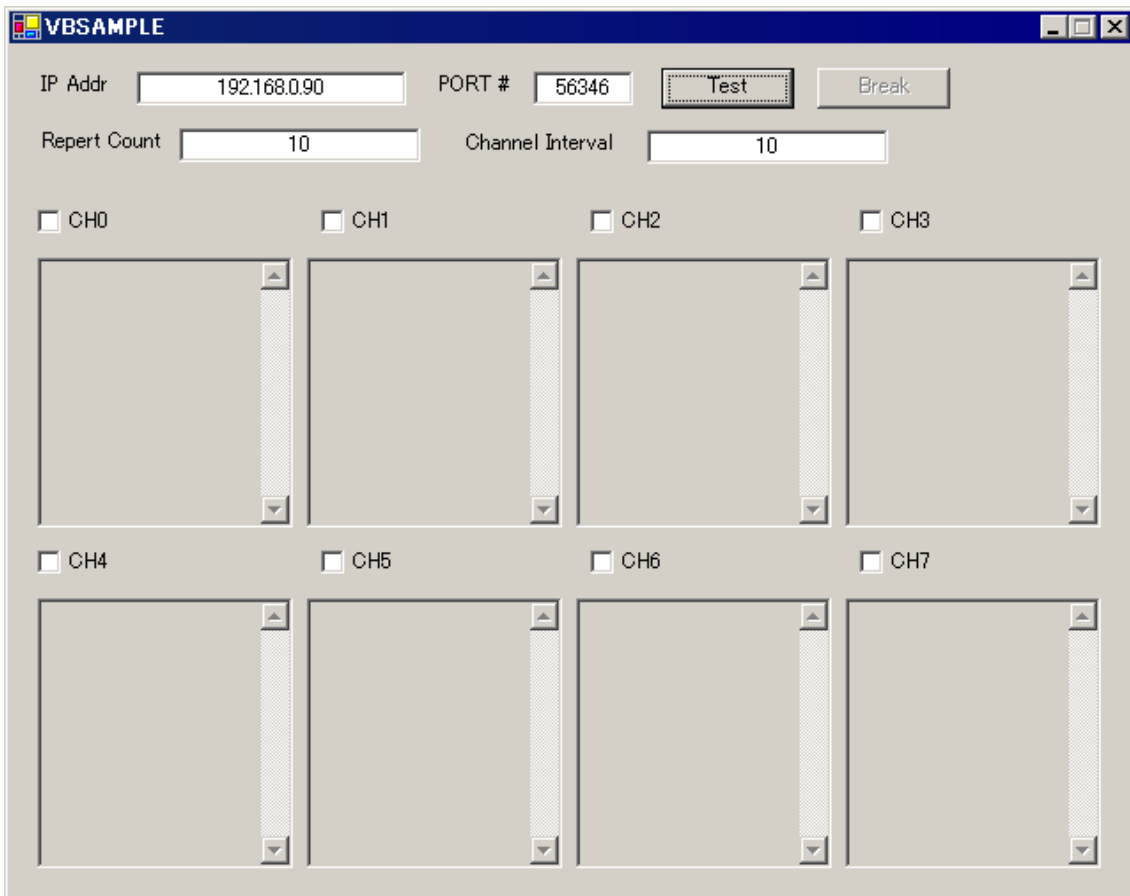 VBSAMPLE
IP Addr 192.168.0.90 PORT # 56346 Test Break
Repert Count 10 Channel Interval 10
CH0 CH1 CH2 CH3
CH4 CH5 CH6 CH7